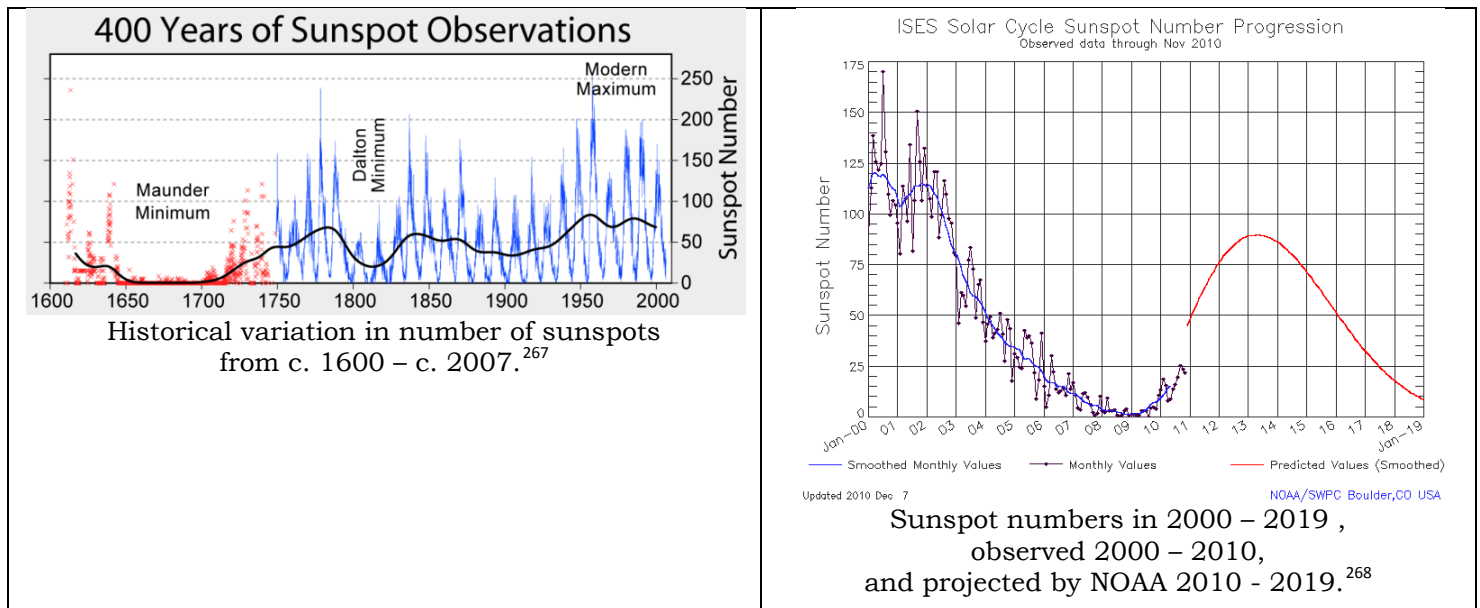 400 Years of Sunspot Observations
Modern
Maximum
Dalton
Minimum
Maunder
Minimum
250
200
150
100
50
0
Sunspot Number
1600 1650 1700 1750 1800 1850 1900 1950 2000
Historical variation in number of sunspots
from c. 1600 – c. 2007.267
ISES Solar Cycle Sunspot Number Progression
Observed data through Nov 2010
175
150
125
100
75
50
25
0
Sunspot Number
Jan-00 01 02 03 04 05 06 07 08 09 10 11 12 13 14 15 16 17 18 Jan-19
Smoothed Monthly Values Monthly Values Predicted Values (Smoothed)
Updated 2010 Dec 7 NOAA/SWPC Boulder,CO USA
Sunspot numbers in 2000 – 2019 ,
observed 2000 – 2010,
and projected by NOAA 2010 - 2019.268